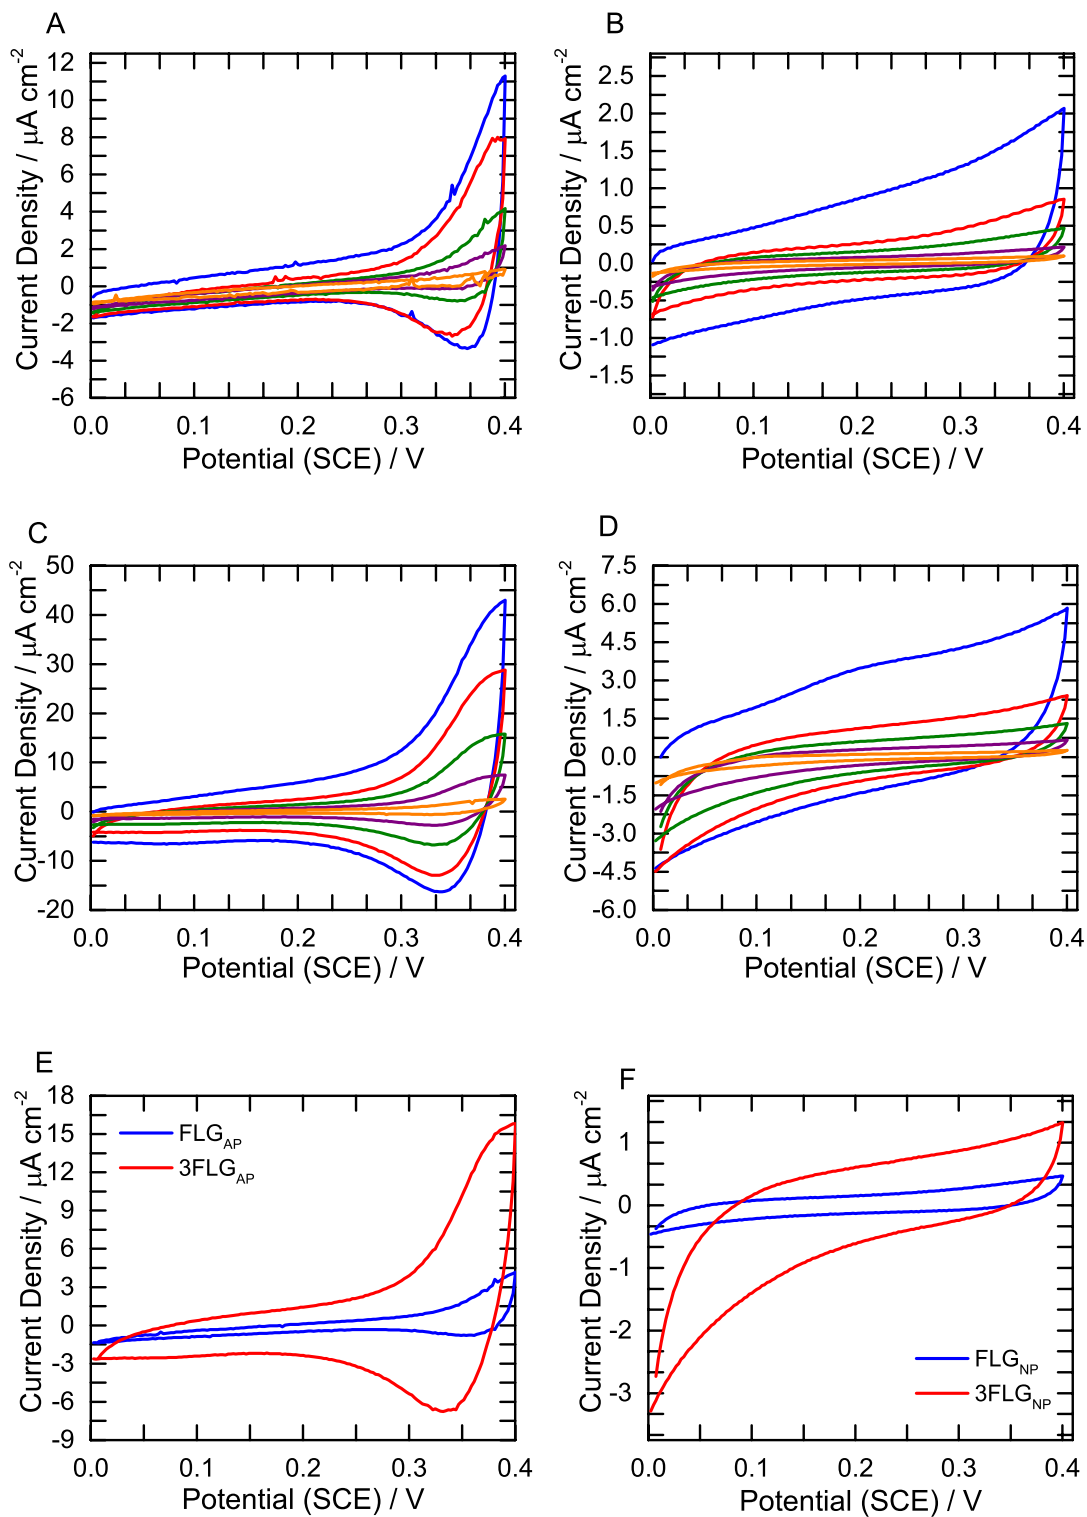 A
12
10
8
6
4
2
0
-2
-4
-6
Current Density / μA cm-2
0.0 0.1 0.2 0.3 0.4
Potential (SCE) / V
B
2.5
2.0
1.5
1.0
0.5
0.0
-0.5
-1.0
-1.5
Current Density / μA cm-2
0.0 0.1 0.2 0.3 0.4
Potential (SCE) / V
C
50
40
30
20
10
0
-10
-20
Current Density / μA cm-2
0.0 0.1 0.2 0.3 0.4
Potential (SCE) / V
D
7.5
6.0
4.5
3.0
1.5
0.0
-1.5
-3.0
-4.5
-6.0
Current Density / μA cm-2
0.0 0.1 0.2 0.3 0.4
Potential (SCE) / V
E
18
15
12
9
6
3
0
-3
-6
-9
Current Density / μA cm-2
FLGAP
3FLGAP
0.0 0.1 0.2 0.3 0.4
Potential (SCE) / V
F
1
0
-1
-2
-3
Current Density / μA cm-2
FLGNP
3FLGNP
0.0 0.1 0.2 0.3 0.4
Potential (SCE) / V